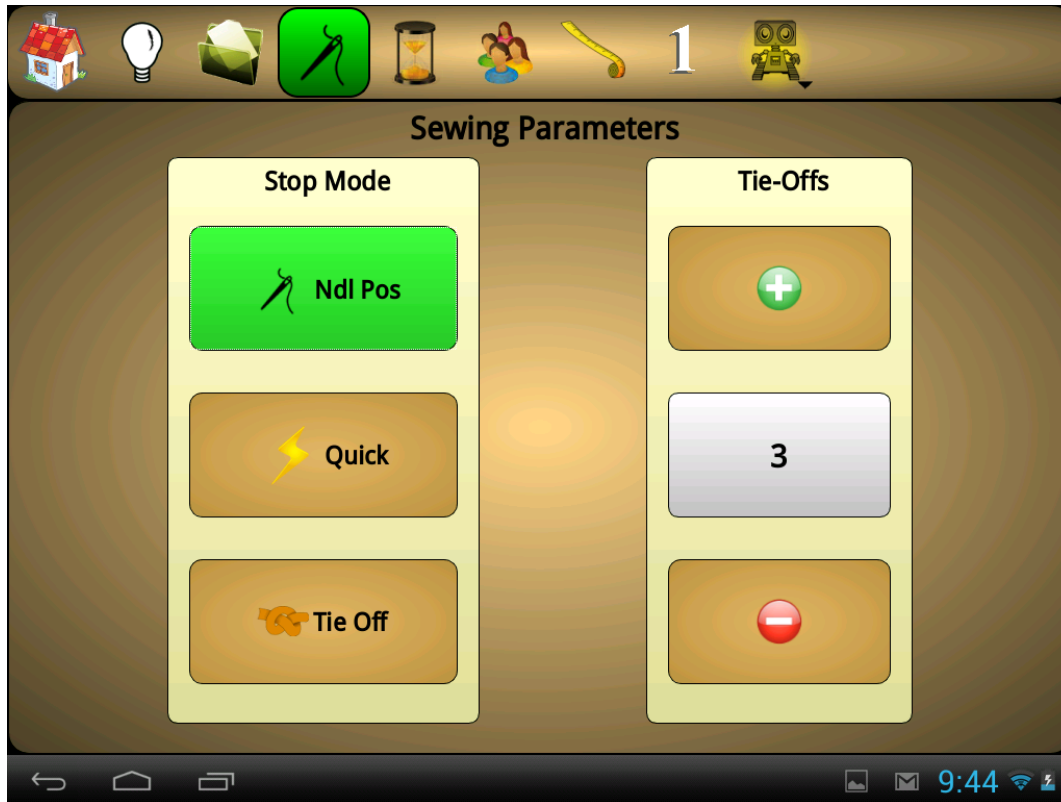 1
Sewing Parameters
Stop Mode
Ndl Pos
Quick
Tie Off
Tie-Offs
3
9:44